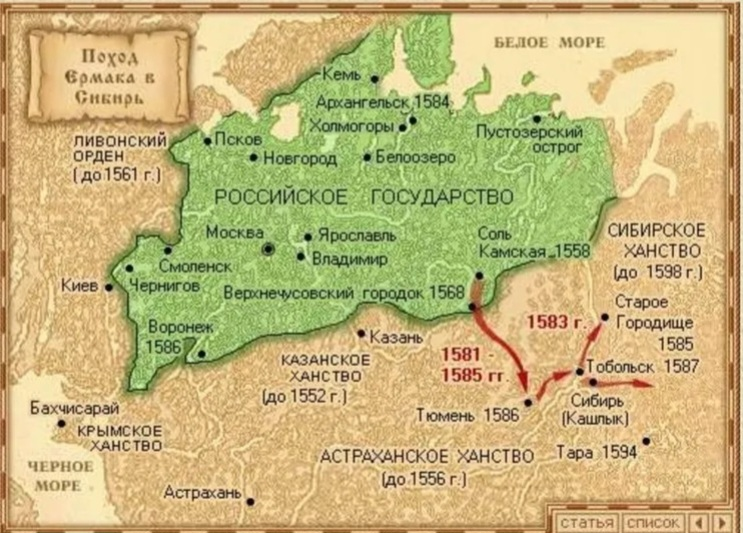 Поход
Ермака в
Сибирь
БЕЛОЕ МОРЕ
Кемь
Архангельск 1584
Холмогоры
Пустозерский
острог
ЛИВОНСКИЙ
ОРДЕН
(до 1561 г.)
Псков
Новгород
Белоозеро
РОССИЙСКОЕ ГОСУДАРСТВО
Москва
Ярославль
Владимир
Соль
Камская 1558
СИБИРСКОЕ
ХАНСТВО
(до 1598 г.)
Смоленск
Киев
Чернигов
Верхнечусовский городок 1568
Старое
Городище
1585
1583 г.
Воронеж
1586
Казань
КАЗАНСКОЕ
ХАНСТВО
(до 1552 г.)
1581 -
1585 гг.
Тобольск 1587
Сибирь
(Кашлык)
Тюмень 1586
Бахчисарай
КРЫМСКОЕ
ХАНСТВО
ЧЕРНОЕ
МОРЕ
АСТРАХАНСКОЕ ХАНСТВО
(до 1556 г.)
Тара 1594
Астрахань
статья
список